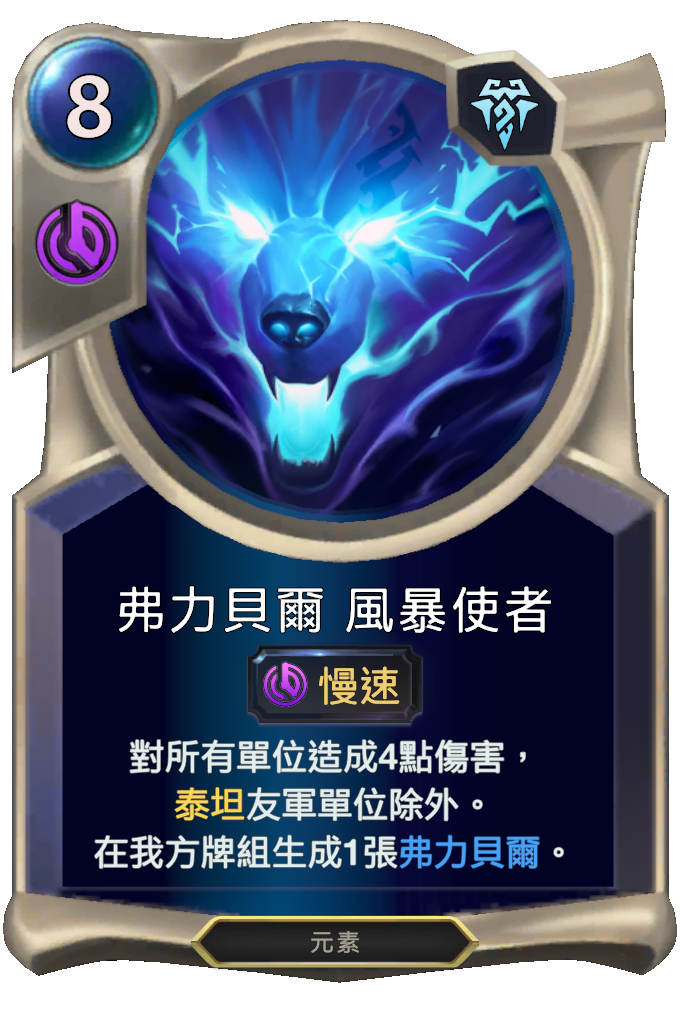 8
弗力貝爾 風暴使者
慢速
對所有單位造成4點傷害，
泰坦友軍單位除外。
在我方牌組生成1張弗力貝爾。
元素